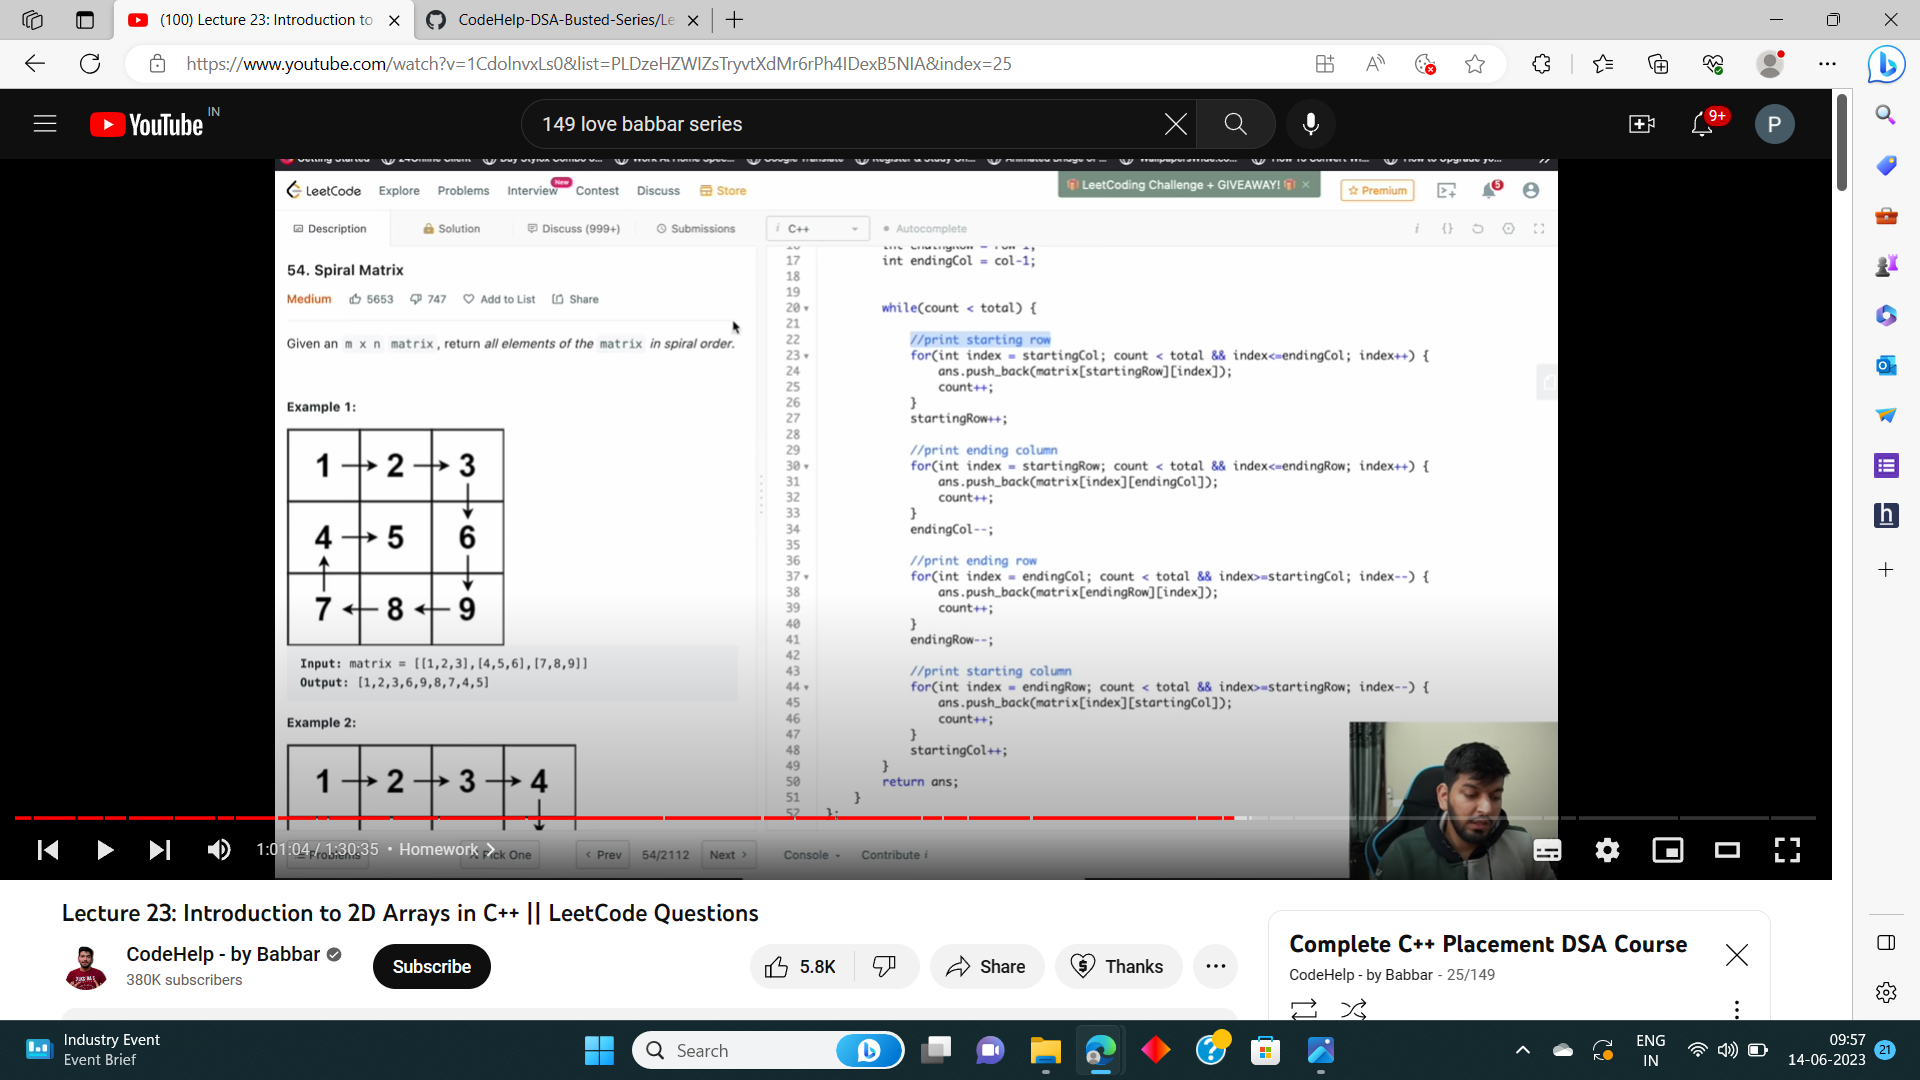 (100) Lecture 23: Introduction to
CodeHelp-DSA-Busted-Series/Le
https://www.youtube.com/watch?v=1CdolnvxLs0&list=PLDzeHZWIZsTryvtXdMr6rPh4IDexB5NIA&index=25
YouTube IN
149 love babbar series
9+
P
LeetCode
Explore
Problems
Interview
New
Contest
Discuss
Store
LeetCoding Challenge + GIVEAWAY!
Premium
5
Description
Solution
Discuss (999+)
Submissions
i C++
Autocomplete
54. Spiral Matrix
Medium
5653
747
Add to List
Share
Given an m x n matrix, return all elements of the matrix in spiral order.
Example 1:
1 2 3
4 5 6
7 8 9
Input: matrix = [[1,2,3],[4,5,6],[7,8,9]]
Output: [1,2,3,6,9,8,7,4,5]
Example 2:
1 2 3 4
17 int endingCol = col-1;
18
19
20 while(count < total) {
21
22 //print starting row
23 for(int index = startingCol; count < total && index<=endingCol; index++) {
24 ans.push_back(matrix[startingRow][index]);
25 count++;
26 }
27 startingRow++;
28
29 //print ending column
30 for(int index = startingRow; count < total && index<=endingRow; index++) {
31 ans.push_back(matrix[index][endingCol]);
32 count++;
33 }
34 endingCol--;
35
36 //print ending row
37 for(int index = endingCol; count < total && index>=startingCol; index--) {
38 ans.push_back(matrix[endingRow][index]);
39 count++;
40 }
41 endingRow--;
42
43 //print starting column
44 for(int index = endingRow; count < total && index>=startingRow; index--) {
45 ans.push_back(matrix[index][startingCol]);
46 count++;
47 }
48 startingCol++;
49 }
50 return ans;
51 }
52 };
1:01:04 / 1:30:35 • Homework
Problems
Pick One
Prev
54/2112
Next
Console
Contribute i
Lecture 23: Introduction to 2D Arrays in C++ || LeetCode Questions
CodeHelp - by Babbar
380K subscribers
Subscribe
5.8K
Share
Thanks
Complete C++ Placement DSA Course
CodeHelp - by Babbar - 25/149
Industry Event
Event Brief
Search
ENG
IN
09:57
14-06-2023
21